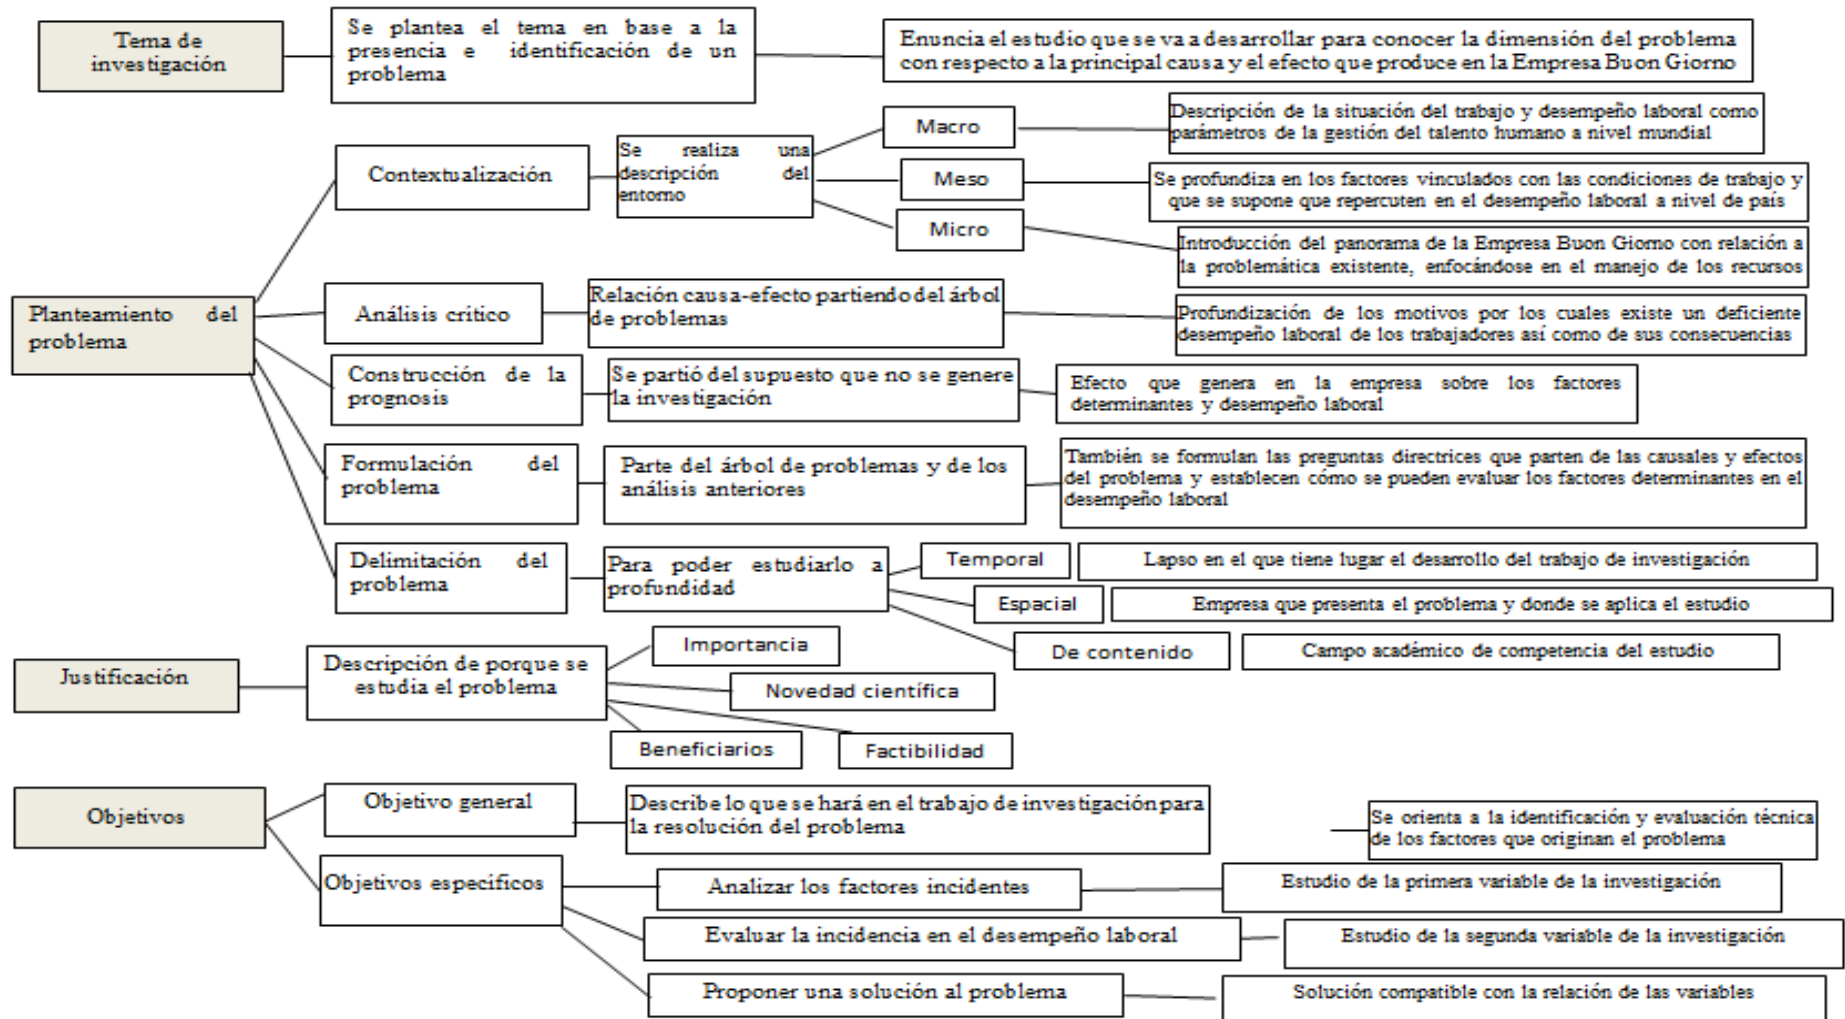 Tema de
investigación
Se plantea el tema en base a la
presencia e identificación de un
problema
Enuncia el estudio que se va a desarrollar para conocer la dimensión del problema
con respecto a la principal causa y el efecto que produce en la Empresa Buon Giorno
Planteamiento del
problema
Contextualización
Se realiza una
descripción del
entorno
Macro
Descripción de la situación del trabajo y desempeño laboral como
parámetros de la gestión del talento humano a nivel mundial
Meso
Se profundiza en los factores vinculados con las condiciones de trabajo y
que se supone que repercuten en el desempeño laboral a nivel de país
Micro
Introducción del panorama de la Empresa Buon Giorno con relación a
la problemática existente, enfocándose en el manejo de los recursos
Análisis critico
Relación causa-efecto partiendo del árbol
de problemas
Profundización de los motivos por los cuales existe un deficiente
desempeño laboral de los trabajadores así como de sus consecuencias
Construcción de la
prognosis
Se partió del supuesto que no se genere
la investigación
Efecto que genera en la empresa sobre los factores
determinantes y desempeño laboral
Formulación del
problema
Parte del árbol de problemas y de los
análisis anteriores
También se formulan las preguntas directrices que parten de las causales y efectos
del problema y establecen cómo se pueden evaluar los factores determinantes en el
desempeño laboral
Delimitación del
problema
Para poder estudiarlo a
profundidad
Temporal
Lapso en el que tiene lugar el desarrollo del trabajo de investigación
Espacial
Empresa que presenta el problema y donde se aplica el estudio
De contenido
Campo académico de competencia del estudio
Justificación
Descripción de porque se
estudia el problema
Importancia
Novedad científica
Beneficiarios
Factibilidad
Objetivos
Objetivo general
Describe lo que se hará en el trabajo de investigación para
la resolución del problema
Se orienta a la identificación y evaluación técnica
de los factores que originan el problema
Objetivos específicos
Analizar los factores incidentes
Estudio de la primera variable de la investigación
Evaluar la incidencia en el desempeño laboral
Estudio de la segunda variable de la investigación
Proponer una solución al problema
Solución compatible con la relación de las variables